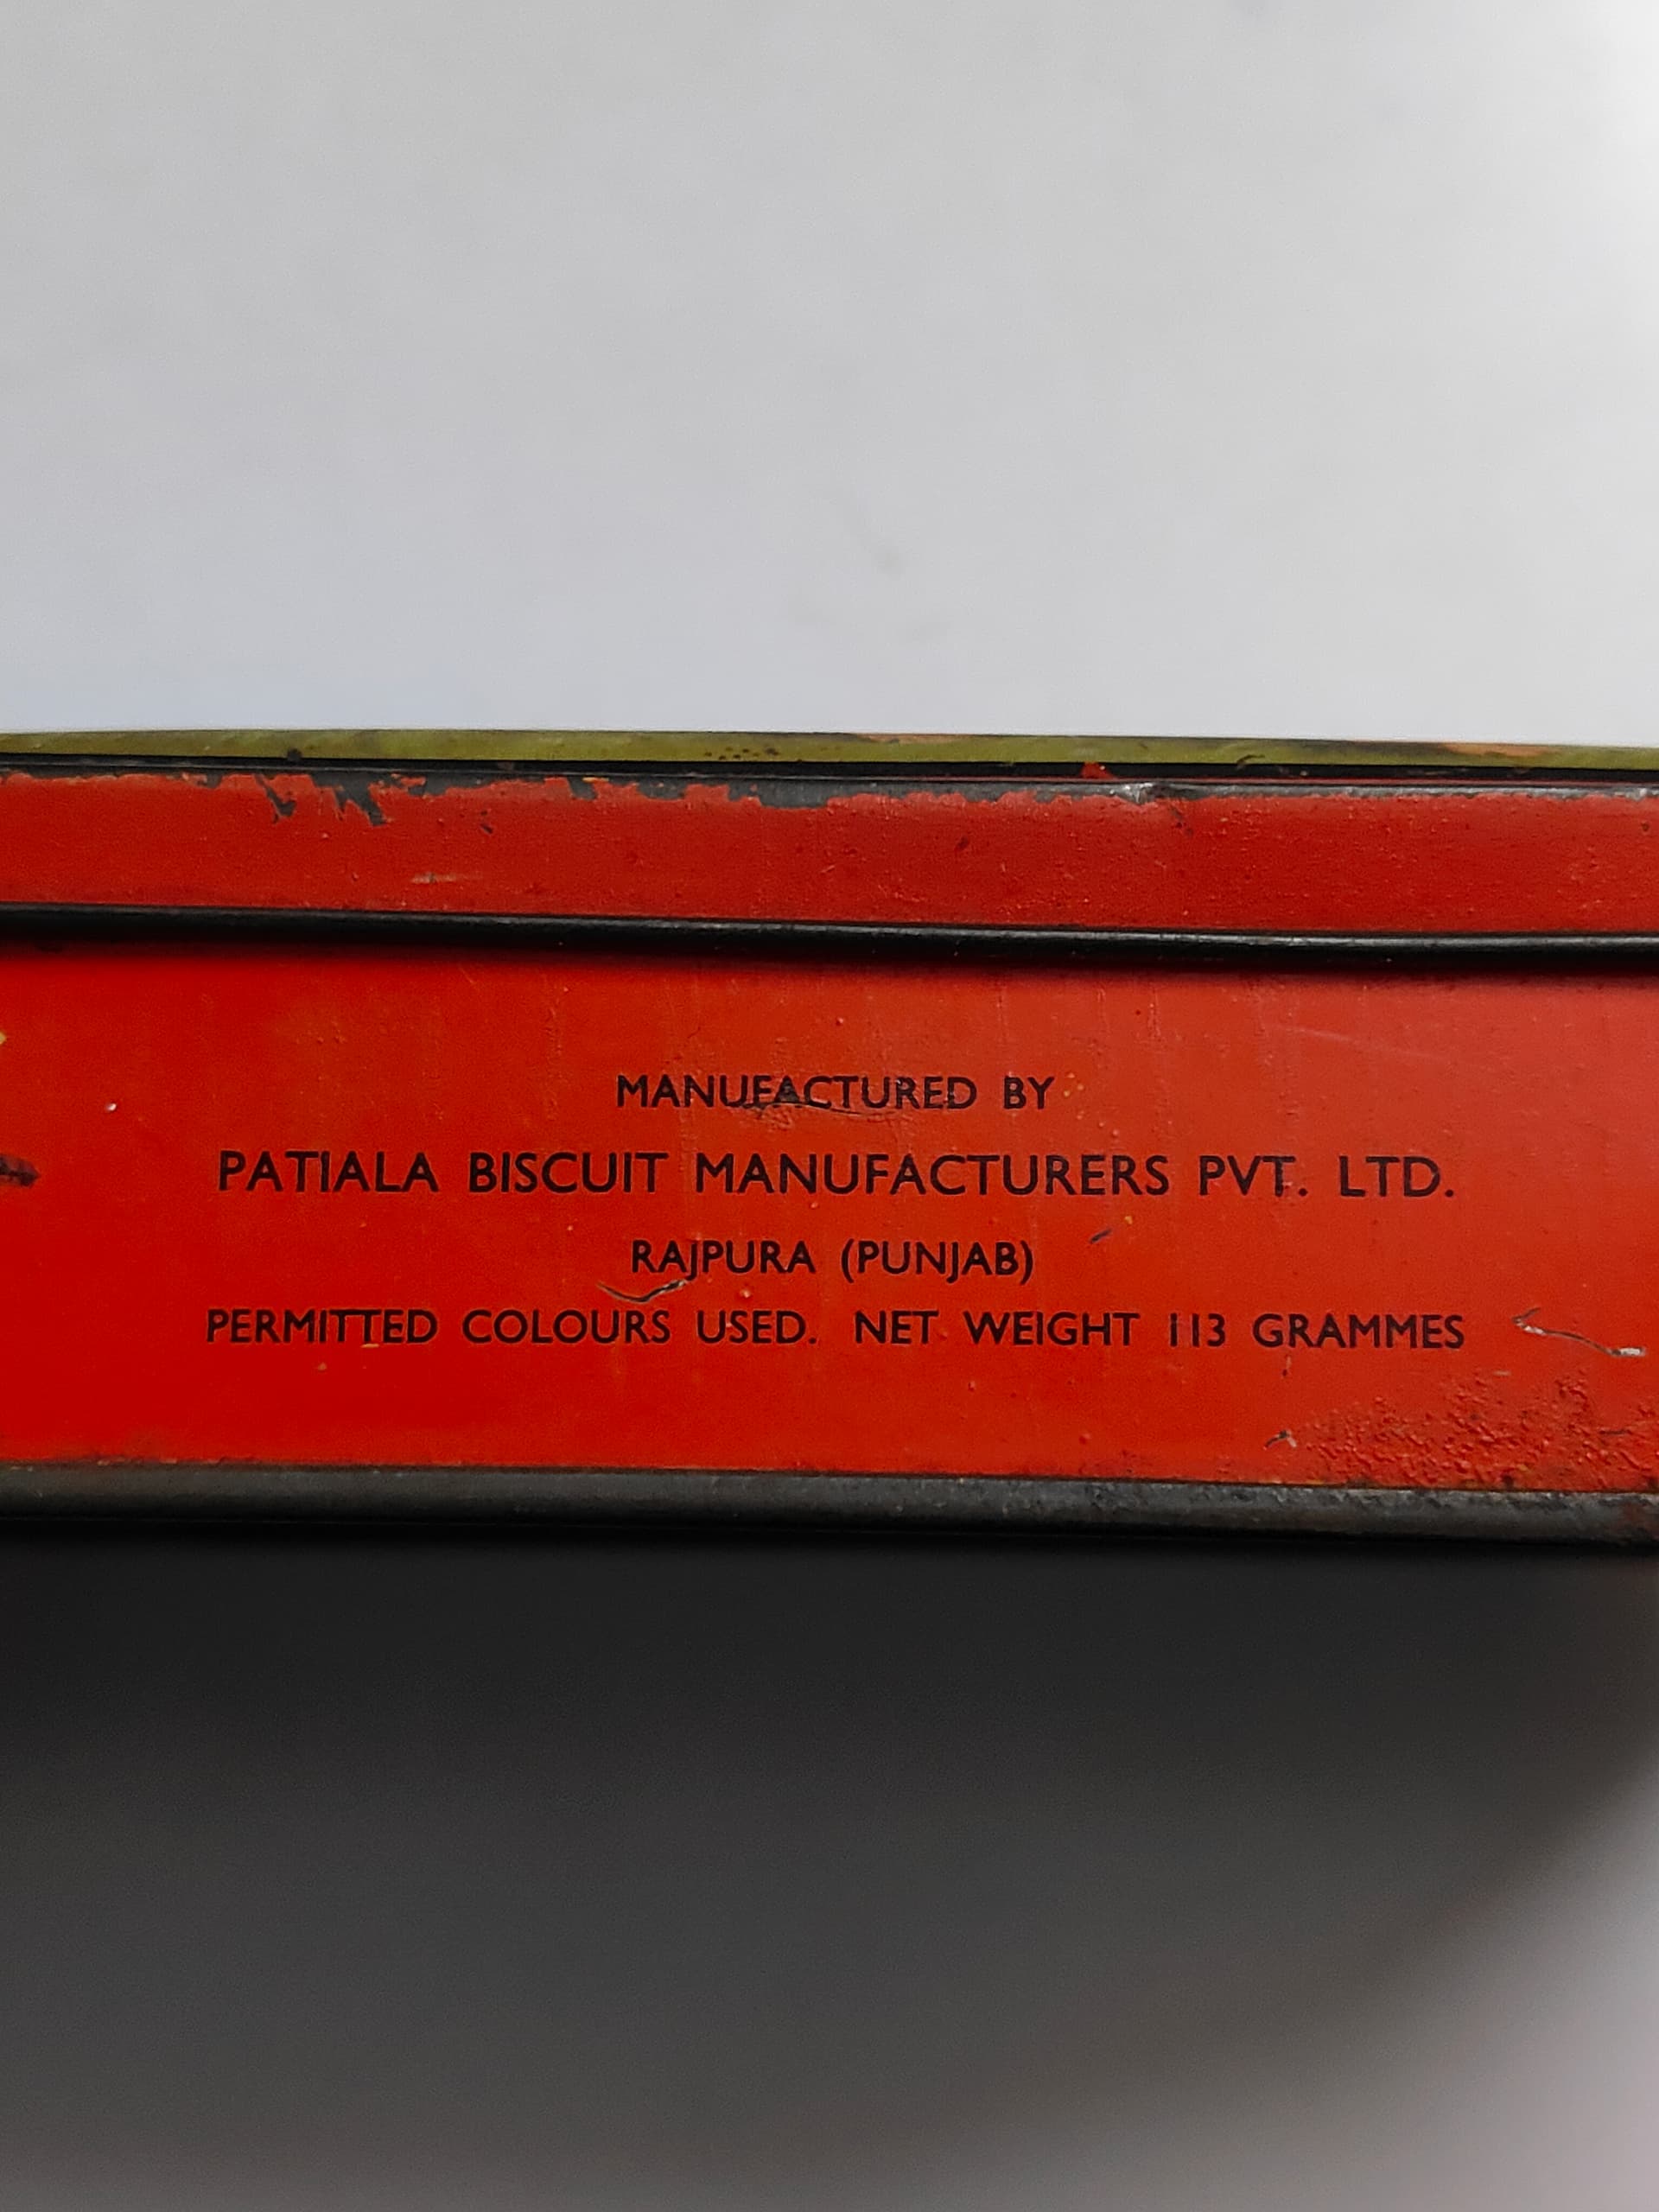 MANUFACTURED BY
PATIALA BISCUIT MANUFACTURERS PVT. LTD.
RAJPURA (PUNJAB)
PERMITTED COLOURS USED. NET WEIGHT 113 GRAMMES